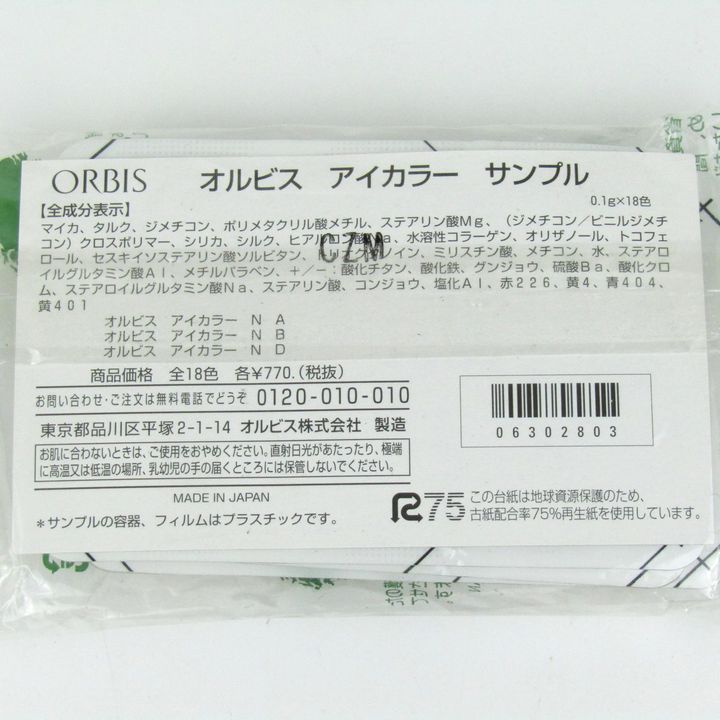 ORBIS オルビス アイカラー サンプル
0.1g×18色
【全成分表示】
マイカ、タルク、ジメチコン、ポリメタクリル酸メチル、ステアリン酸Mg、(ジメチコン/ビニルジメチ
コン)クロスポリマー、シリカ、シルク、ヒアルロン酸Na、水溶性コラーゲン、オリザノール、トコフェ
ロール、セスキイソステアリン酸ソルビタン、ミリスチン酸、メチコン、水、ステア
ロイルグルタミン酸Al、メチルパラベン、+/-:酸化チタン、酸化鉄、グンジョウ、硫酸Ba、酸化クロ
ム、ステアロイルグルタミン酸Na、ステアリン酸、コンジョウ、塩化Al、赤226、黄4、青404、
黄401
CZM
オルビス アイカラー N A
オルビス アイカラー N B
オルビス アイカラー N D
商品価格 全18色 各¥770.(税抜)
お問い合わせ・ご注文は無料電話でどうぞ 0120-010-010
東京都品川区平塚2-1-14 オルビス株式会社 製造
お肌に合わないときは、ご使用をおやめください。直射日光があたったり、極端
に高温又は低温の場所、乳幼児の手の届くところには保管しないでください。
MADE IN JAPAN
*サンプルの容器、フィルムはプラスチックです。
06302803
R75 この台紙は地球資源保護のため、
古紙配合率75%再生紙を使用しています。